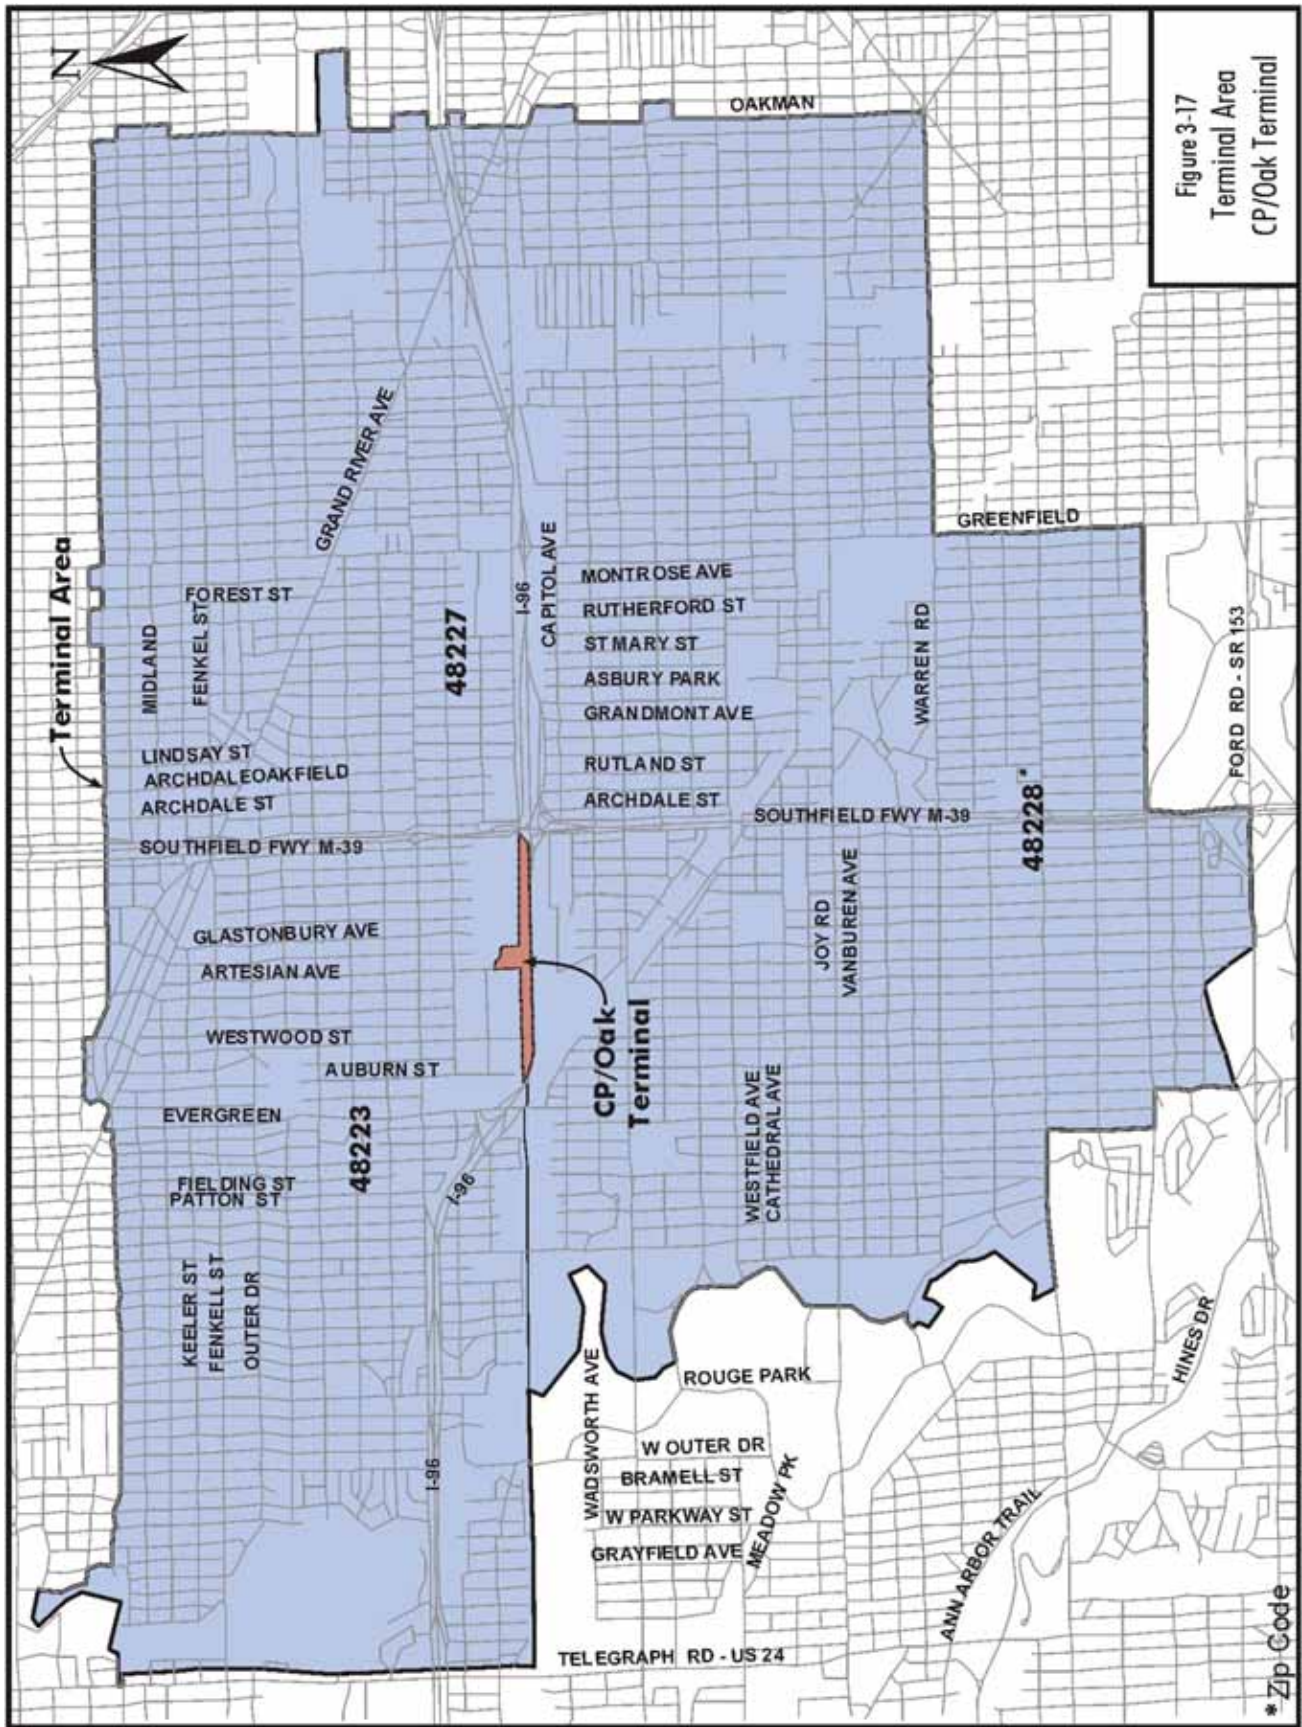 N
Terminal Area
OAKMAN
Figure 3-17
Terminal Area
CP/Oak Terminal
GRAND RIVER AVE
FOREST ST
MIDLAND
FENKEL ST
48227
I-96
CAPITOL AVE
GREENFIELD
MONTROSE AVE
RUTHERFORD ST
ST MARY ST
ASBURY PARK
GRANDMONT AVE
RUTLAND ST
ARCHDALE ST
WARREN RD
FORD RD - SR 153
LINDSAY ST
ARCHDALEOAKFIELD
ARCHDALE ST
SOUTHFIELD FWY M-39
SOUTHFIELD FWY M-39
48228*
GLASTONBURY AVE
ARTESIAN AVE
WESTWOOD ST
AUBURN ST
EVERGREEN
48223
FIELDING ST
PATTON ST
I-96
CP/Oak
Terminal
JOY RD
VANBUREN AVE
WESTFIELD AVE
CATHEDRAL AVE
KEELER ST
FENKELL ST
OUTER DR
I-96
WADSWORTH AVE
ROUGE PARK
W OUTER DR
BRAMELL ST
W PARKWAY ST
GRAYFIELD AVE
MEADOW PK
HINES DR
ANN ARBOR TRAIL
TELEGRAPH RD - US 24
* Zip Code